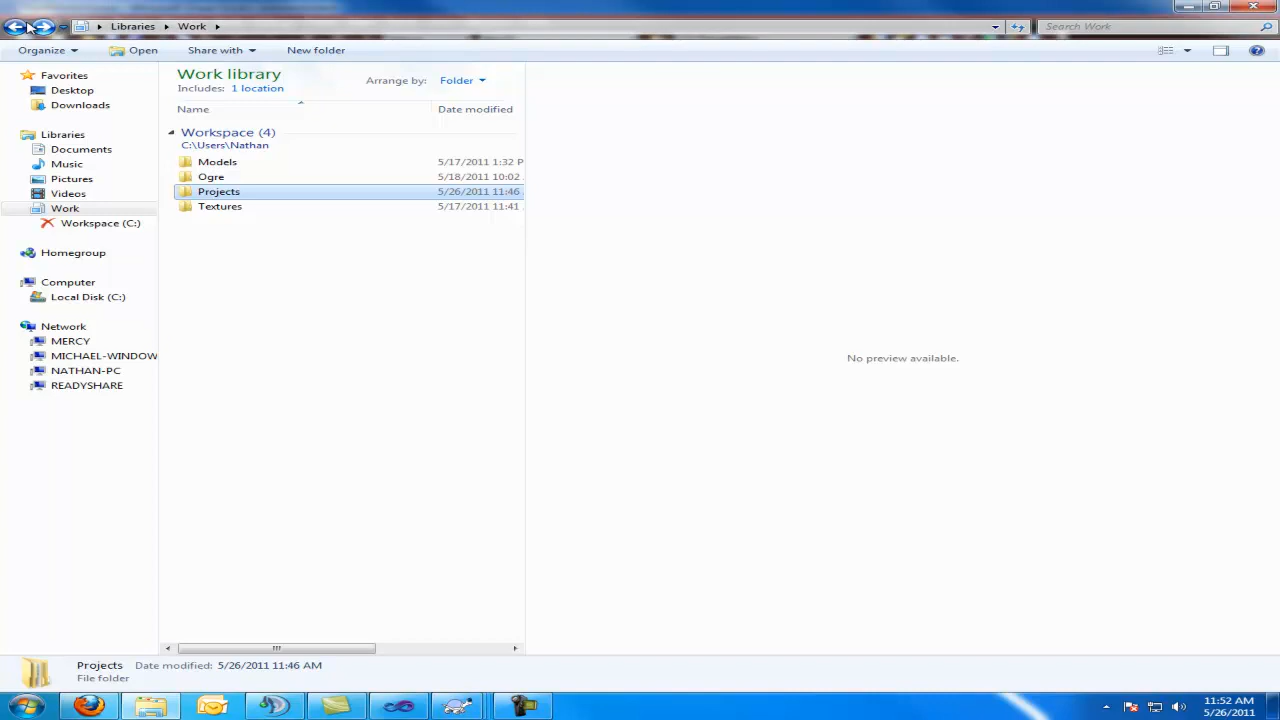 Libraries
Work
Search Work
Organize
Open
Share with
New folder
Favorites
Desktop
Downloads
Libraries
Documents
Music
Pictures
Videos
Work
Workspace (C:)
Homegroup
Computer
Local Disk (C:)
Network
MERCY
MICHAEL-WINDOW
NATHAN-PC
READYSHARE
Work library
Includes: 1 location
Arrange by: Folder
Name Date modified
Workspace (4)
C:\Users\Nathan
Models 5/17/2011 1:32 P
Ogre 5/18/2011 10:02
Projects 5/26/2011 11:46
Textures 5/17/2011 11:41
No preview available.
Projects Date modified: 5/26/2011 11:46 AM
File folder
11:52 AM
5/26/2011